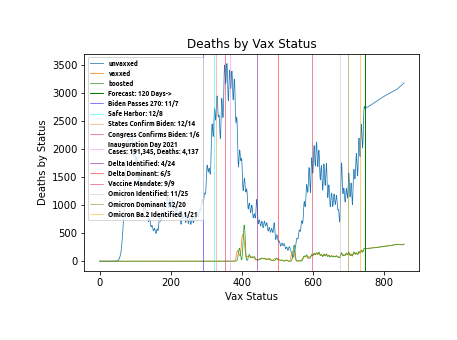 Deaths by Vax Status
Deaths by Status
3500
3000
2500
2000
1500
1000
500
0
unvaxxed
vaxxed
boosted
Forecast: 120 Days->
Biden Passes 270: 11/7
Safe Harbor: 12/8
States Confirm Biden: 12/14
Congress Confirms Biden: 1/6
Inauguration Day 2021
Cases: 191,345, Deaths: 4,137
Delta Identified: 4/24
Delta Dominant: 6/5
Vaccine Mandate: 9/9
Omicron Identified: 11/25
Omicron Dominant 12/20
Omicron Ba.2 Identified 1/21
0
200
400
600
800
Vax Status